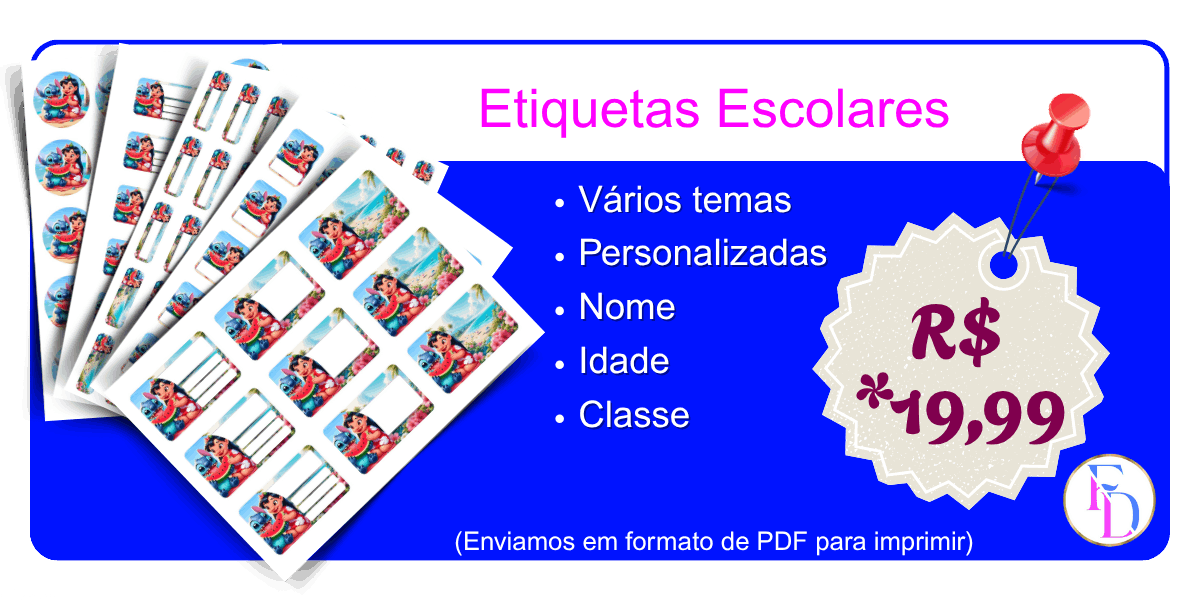 Etiquetas Escolares
• Vários temas
• Personalizadas
• Nome
• Idade
• Classe
R$
*19,99
FD
(Enviamos em formato de PDF para imprimir)